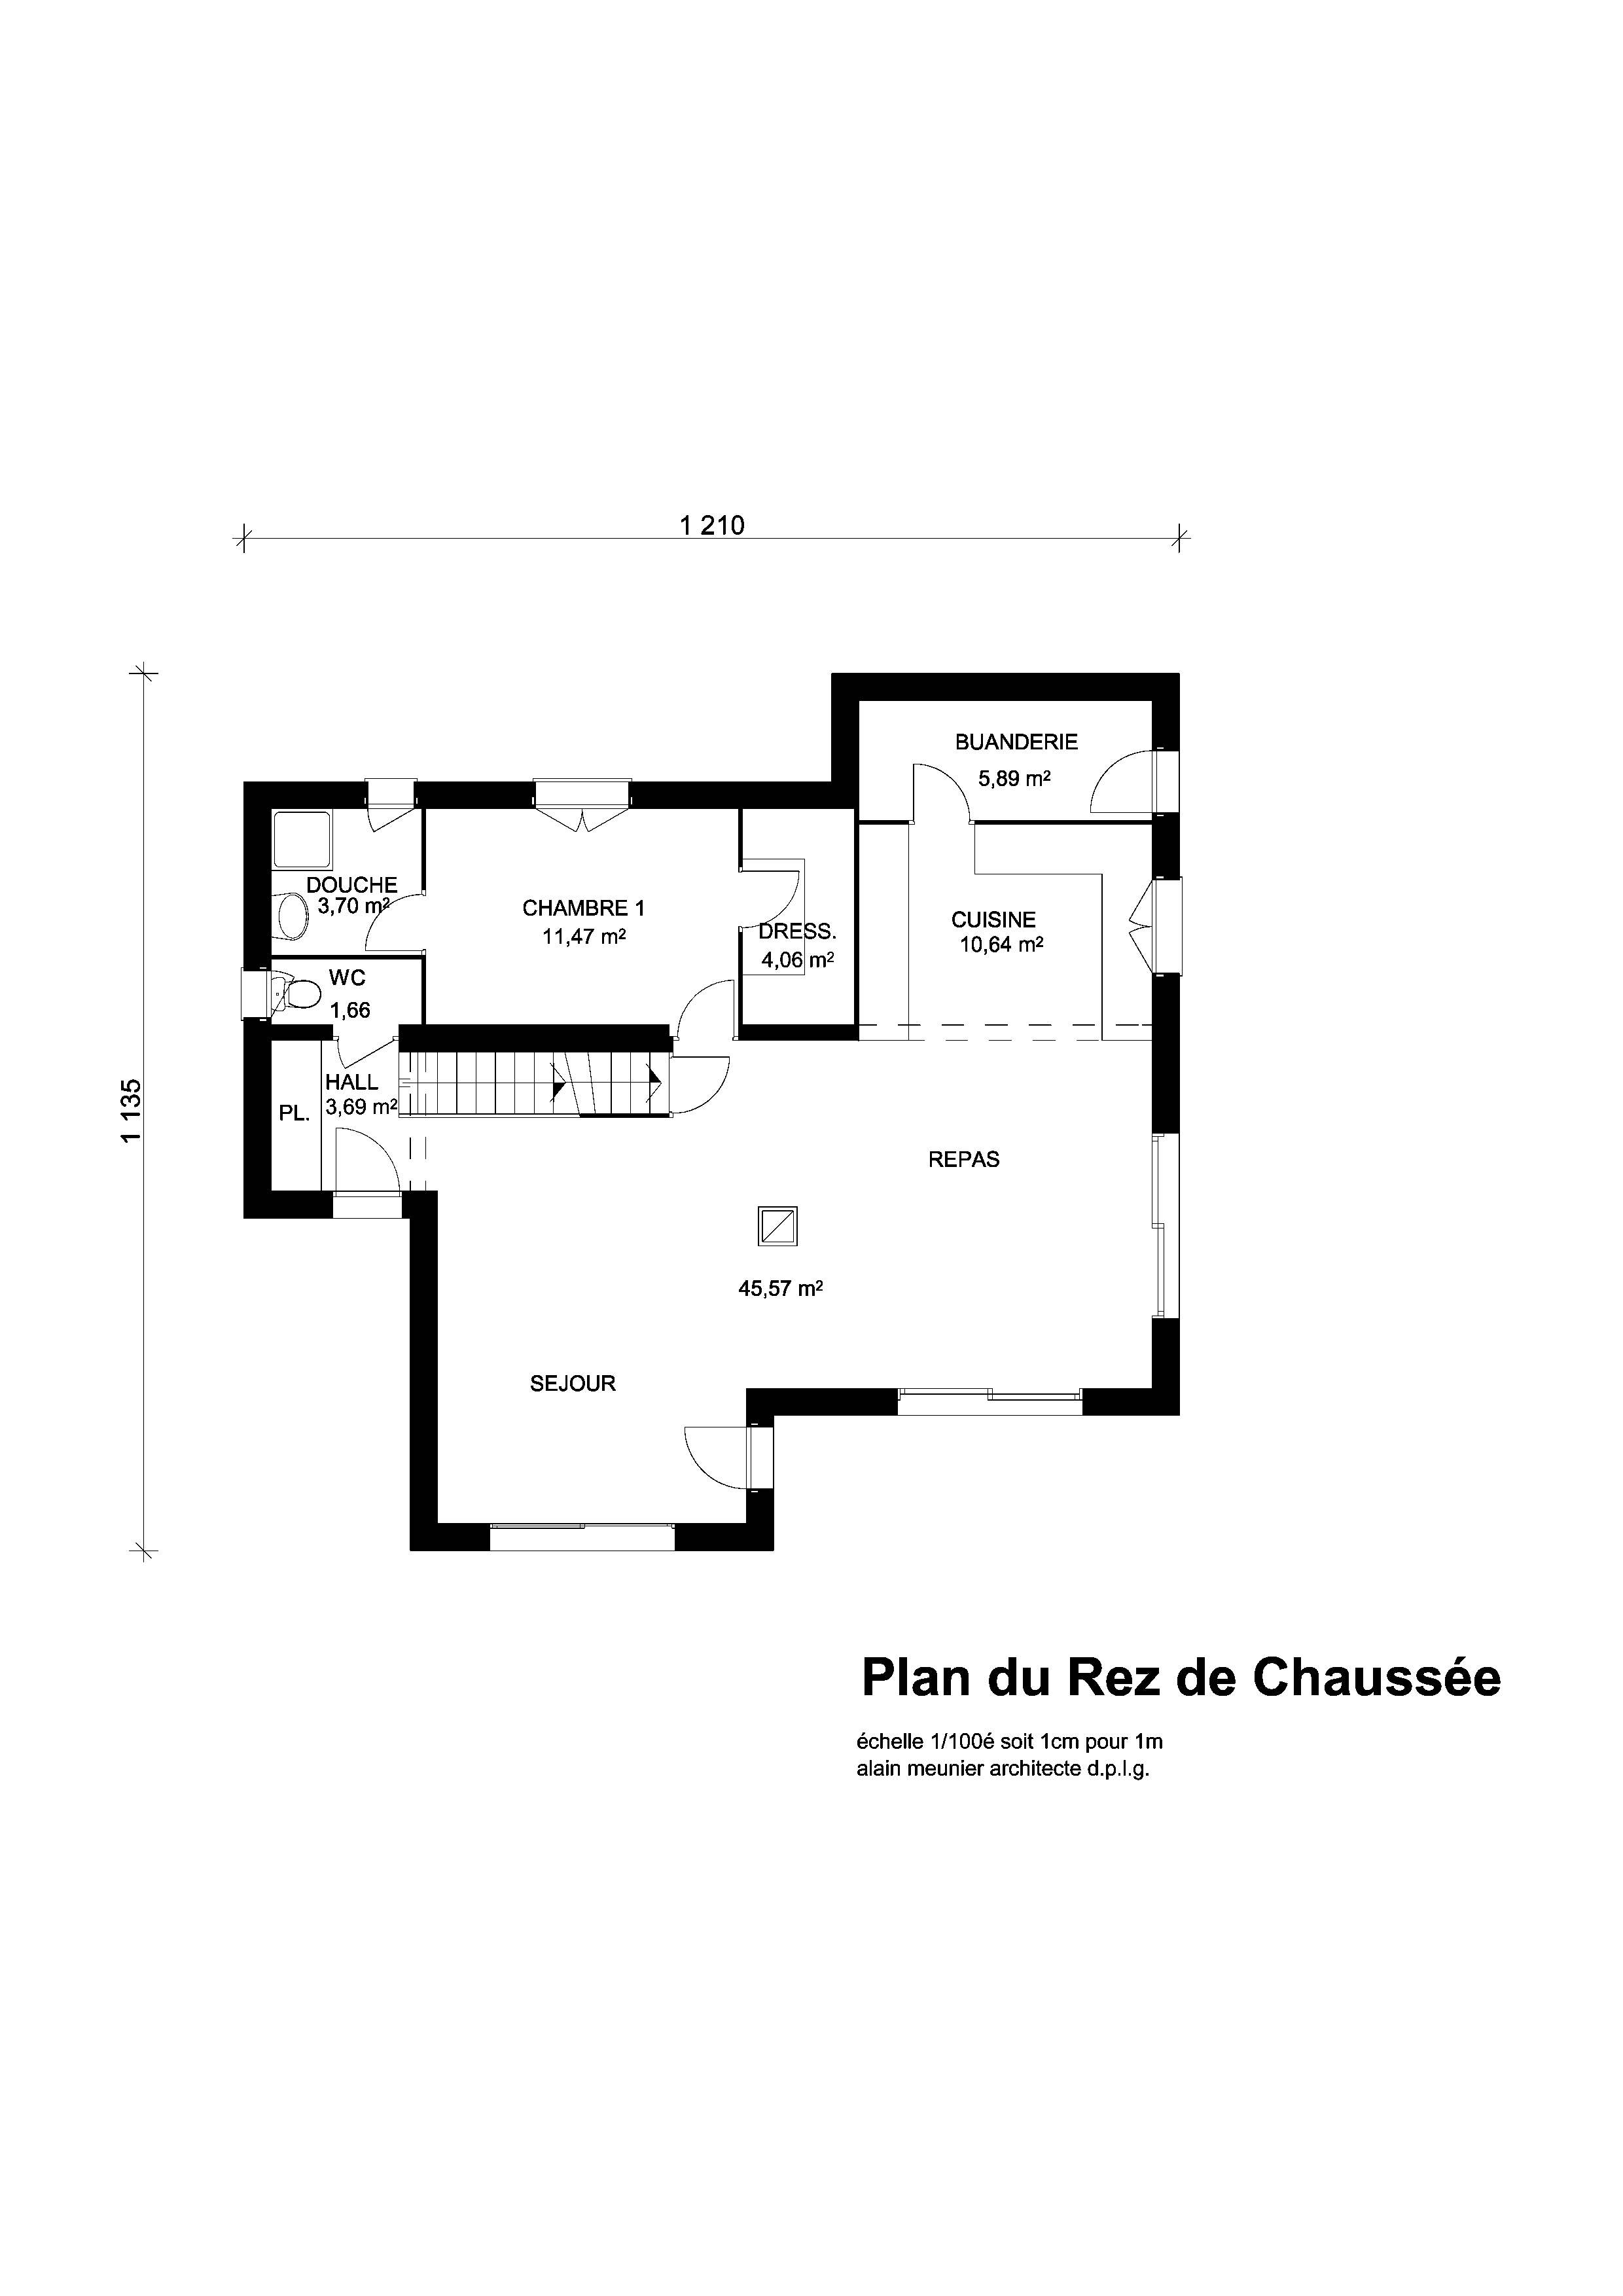 1 210
1 135
BUANDERIE
5,89 m²
DOUCHE
3,70 m²
CHAMBRE 1
11,47 m²
DRESS.
4,06 m²
CUISINE
10,64 m²
WC
1,66
HALL
3,69 m²
PL.
REPAS
45,57 m²
SEJOUR
Plan du Rez de Chaussée
échelle 1/100é soit 1cm pour 1m
alain meunier architecte d.p.l.g.